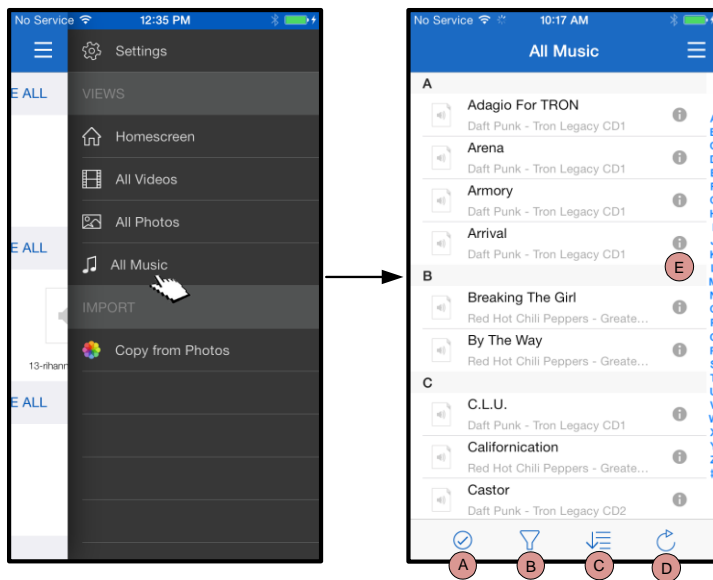 No Service 12:35 PM
Settings
E ALL
VIEWS
Homescreen
All Videos
All Photos
E ALL
All Music
IMPORT
Copy from Photos
13-rihann
E ALL
No Service 10:17 AM
All Music
A
Adagio For TRON
Daft Punk - Tron Legacy CD1
Arena
Daft Punk - Tron Legacy CD1
Armory
Daft Punk - Tron Legacy CD1
Arrival
Daft Punk - Tron Legacy CD1
E
B
Breaking The Girl
Red Hot Chili Peppers - Greate...
By The Way
Red Hot Chili Peppers - Greate...
C
C.L.U.
Daft Punk - Tron Legacy CD1
Californication
Red Hot Chili Peppers - Greate...
Castor
Daft Punk - Tron Legacy CD2
A B C D